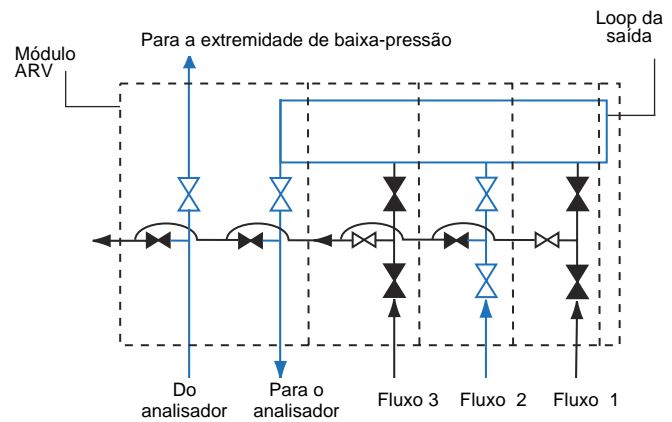 Para a extremidade de baixa-pressão
Loop da
saída
Módulo
ARV
Do
analisador
Para o
analisador
Fluxo 3
Fluxo 2
Fluxo 1